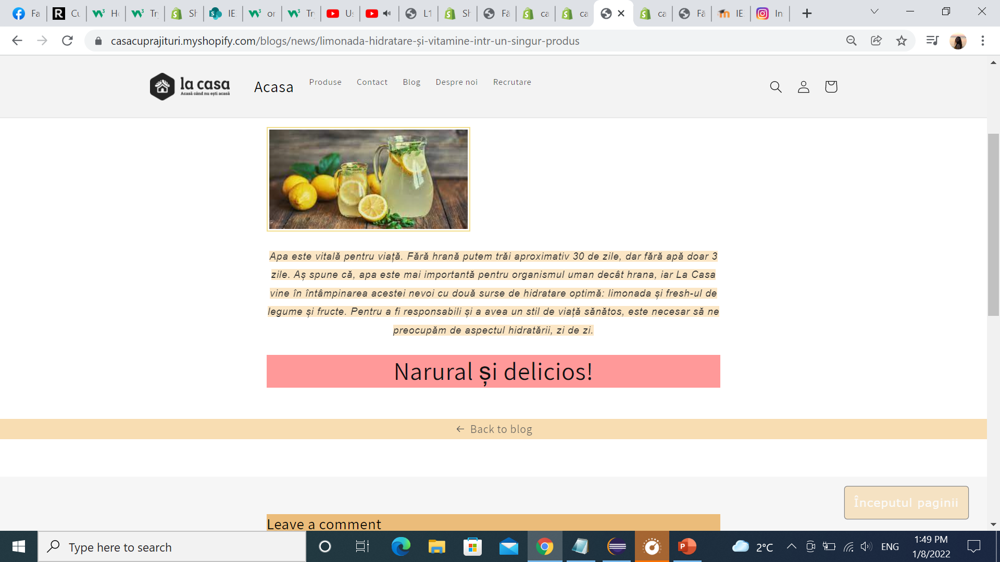 Fa
R
Cu
Ho
Try
Sh
IE
or
Try
Us
L1
Sh
Fă
ca
ca
ca
Fă
IE
In
casacuprajituri.myshopify.com/blogs/news/limonada-hidratare-și-vitamine-intr-un-singur-produs
la casa
Acasă când nu ești acasă
Acasa Produse Contact Blog Despre noi Recrutare
Apa este vitală pentru viață. Fără hrană putem trăi aproximativ 30 de zile, dar fără apă doar 3
zile. Aș spune că, apa este mai importantă pentru organismul uman decât hrana, iar La Casa
vine în întâmpinarea acestei nevoi cu două surse de hidratare optimă: limonada și fresh-ul de
legume și fructe. Pentru a fi responsabili și a avea un stil de viață sănătos, este necesar să ne
preocupăm de aspectul hidratării, zi de zi.
Narural și delicios!
← Back to blog
Începutul paginii
Leave a comment
Type here to search
2°C
ENG
1:49 PM
1/8/2022